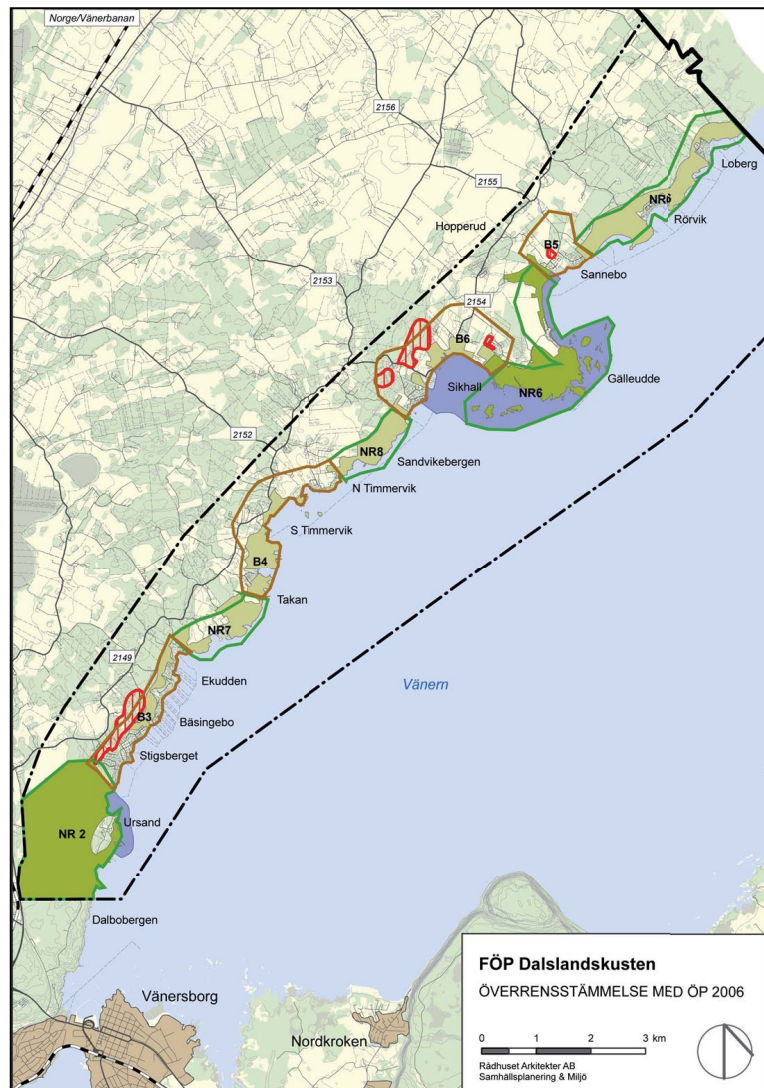 Norge/Vänerbanan
2156
2155
Loberg
NR6
Rörvik
Hopperud
B5
Sannebo
2153
2154
B6
Sikhall
NR6
Gälleudde
2152
NR8
Sandvikebergen
N Timmervik
S Timmervik
B4
Takan
NR7
2149
Ekudden
Vänern
B3
Bäsingebo
Stigsberget
Ursand
NR 2
Dalbobergen
Vänersborg
Nordkroken
FÖP Dalslandskusten
ÖVERRENSSTÄMMELSE MED ÖP 2006
0 1 2 3 km
Rådhuset Arkitekter AB
Samhällsplanering & Miljö